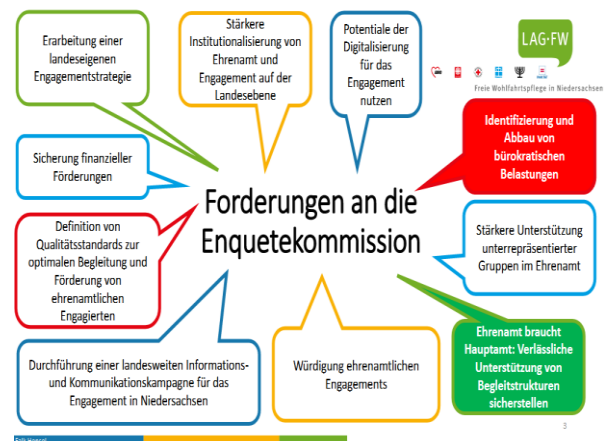 Erarbeitung einer
landeseigenen
Engagementstrategie
Stärkere
Institutionalisierung von
Ehrenamt und
Engagement auf der
Landesebene
Potentiale der
Digitalisierung
für das
Engagement
nutzen
LAG·FW
Freie Wohlfahrtspflege in Niedersachsen
Sicherung finanzieller
Förderungen
Identifizierung und
Abbau von
bürokratischen
Belastungen
Forderungen an die
Enquetekommission
Definition von
Qualitätsstandards zur
optimalen Begleitung und
Förderung von
ehrenamtlichen
Engagierten
Stärkere Unterstützung
unterrepräsentierter
Gruppen im Ehrenamt
Durchführung einer landesweiten Informations-
und Kommunikationskampagne für das
Engagement in Niedersachsen
Würdigung ehrenamtlichen
Engagements
Ehrenamt braucht
Hauptamt: Verlässliche
Unterstützung von
Begleitstrukturen
sicherstellen
3